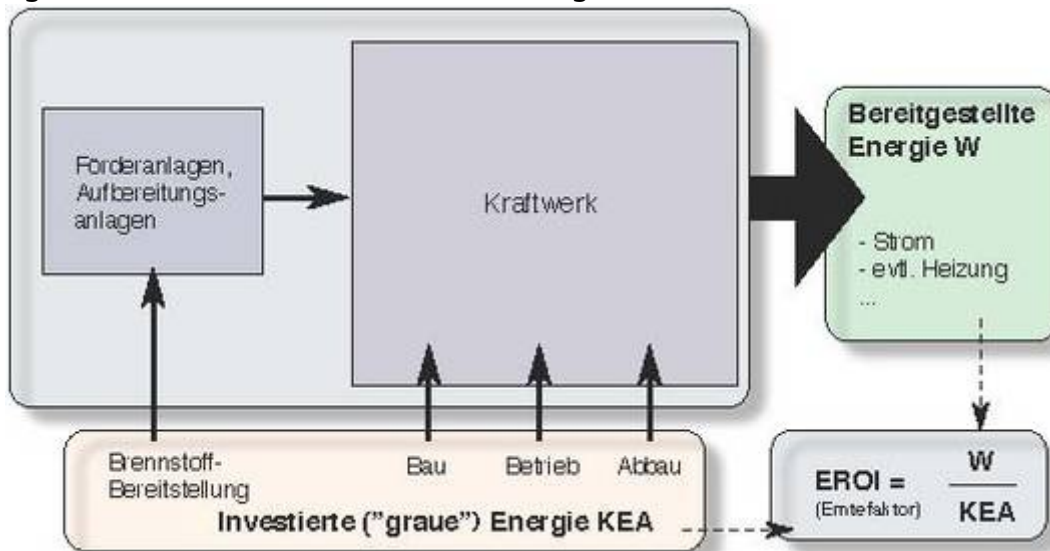 Förderanlagen,
Aufbereitungs-
anlagen
Kraftwerk
Bereitgestellte
Energie W
- Strom
- evtl. Heizung
...
Brennstoff-
Bereitstellung
Bau
Betrieb
Abbau
Investierte ("graue") Energie KEA
EROI =
(Erntefaktor)
W
KEA